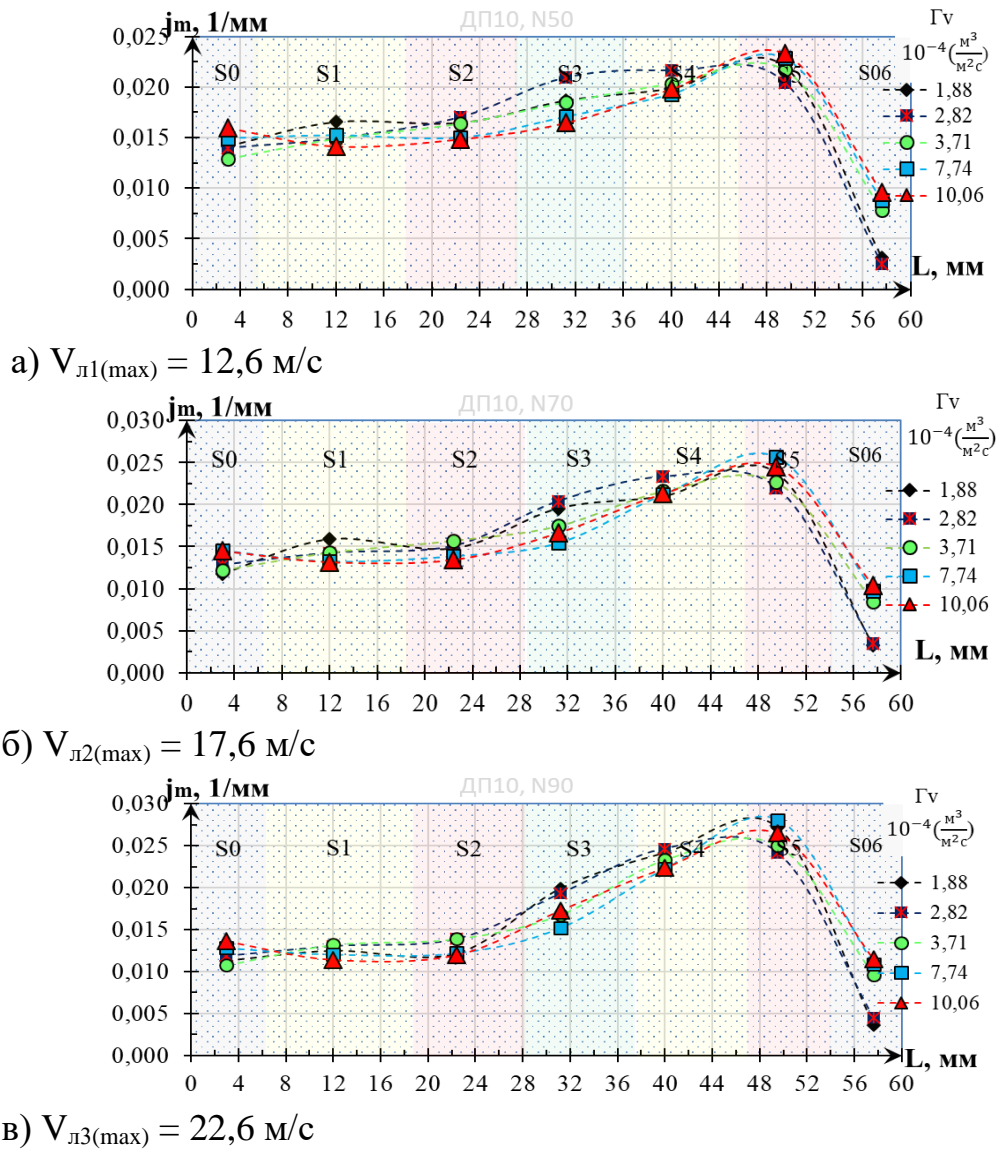 jm, 1/мм
ДП10, N50
Гv
10⁻⁴(м³/м²с)
0,025
0,020
0,015
0,010
0,005
0,000
S0 S1 S2 S3 S4 S5 S06
1,88
2,82
3,71
7,74
10,06
L, мм
0 4 8 12 16 20 24 28 32 36 40 44 48 52 56 60
а) Vл1(max) = 12,6 м/с
jm, 1/мм
ДП10, N70
Гv
10⁻⁴(м³/м²с)
0,030
0,025
0,020
0,015
0,010
0,005
0,000
S0 S1 S2 S3 S4 S5 S06
1,88
2,82
3,71
7,74
10,06
L, мм
0 4 8 12 16 20 24 28 32 36 40 44 48 52 56 60
б) Vл2(max) = 17,6 м/с
jm, 1/мм
ДП10, N90
Гv
10⁻⁴(м³/м²с)
0,030
0,025
0,020
0,015
0,010
0,005
0,000
S0 S1 S2 S3 S4 S5 S06
1,88
2,82
3,71
7,74
10,06
L, мм
0 4 8 12 16 20 24 28 32 36 40 44 48 52 56 60
в) Vл3(max) = 22,6 м/с